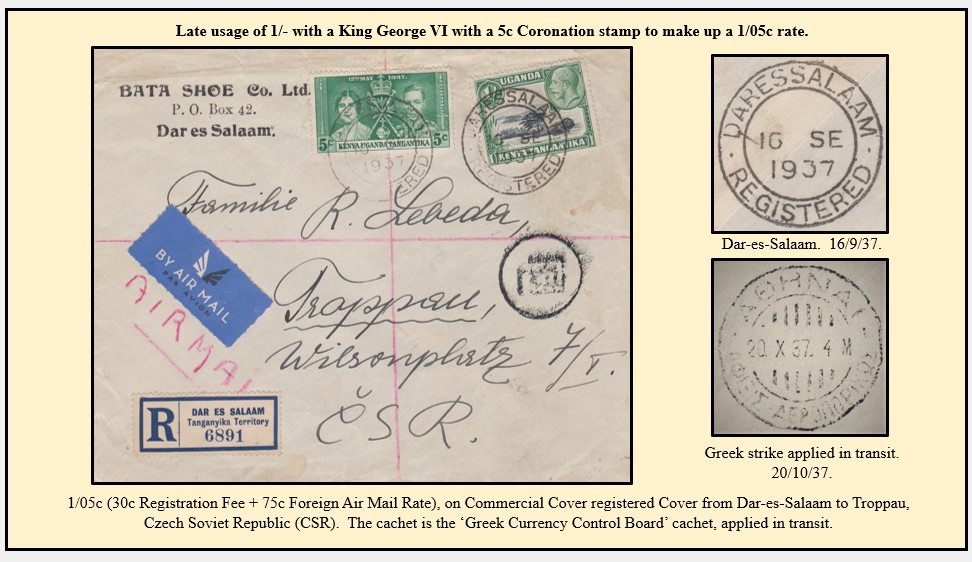 Late usage of 1/- with a King George VI with a 5c Coronation stamp to make up a 1/05c rate.
BATA SHOE Co. Ltd.
P. O. Box 42.
Dar es Salaam.
12TH MAY 1937.
5c 5c
KENYA UGANDA TANGANYIKA
1937
UGANDA
KENYA TANGANYIKA
DARESSALAAM
16 SE
1937
REGISTERED
Familie R. Lebeda,
Troppau,
Wilsonplatz 7/I.
ČSR.
BY AIR MAIL
PAR AVION
AIR MA
R
DAR ES SALAAM
Tanganyika Territory
6891
DARESSALAAM
16 SE
1937
REGISTERED
Dar-es-Salaam. 16/9/37.
ΑΘΗΝΑΙ
20 X 37. 4 M
Greek strike applied in transit.
20/10/37.
1/05c (30c Registration Fee + 75c Foreign Air Mail Rate), on Commercial Cover registered Cover from Dar-es-Salaam to Troppau,
Czech Soviet Republic (CSR). The cachet is the ‘Greek Currency Control Board’ cachet, applied in transit.